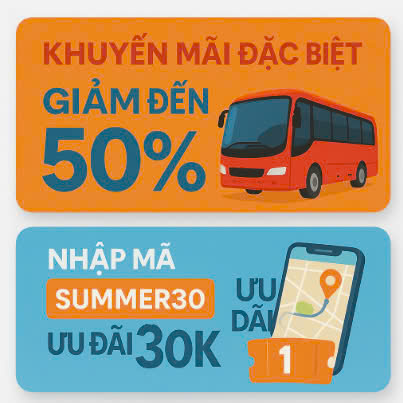 KHUYẾN MÃI ĐẶC BIỆT
GIẢM ĐẾN
50%
NHẬP MÃ
SUMMER30
ƯU ĐÃI 30K
ƯU
DÃI
1